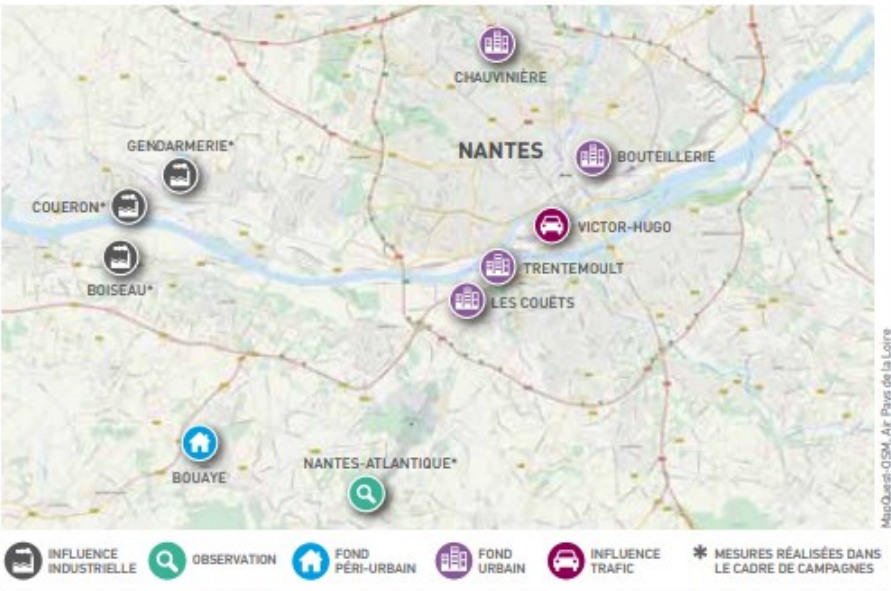 CHAUVINIÈRE
GENDARMERIE*
NANTES
BOUTEILLERIE
COUERON*
VICTOR-HUGO
TRENTEMOULT
BOISEAU*
LES COUËTS
NANTES-ATLANTIQUE*
BOUAYE
MapQuest-OSM, Air Pays de la Loire
INFLUENCE
INDUSTRIELLE
OBSERVATION
FOND
PÉRI-URBAIN
FOND
URBAIN
INFLUENCE
TRAFIC
* MESURES RÉALISÉES DANS
LE CADRE DE CAMPAGNES